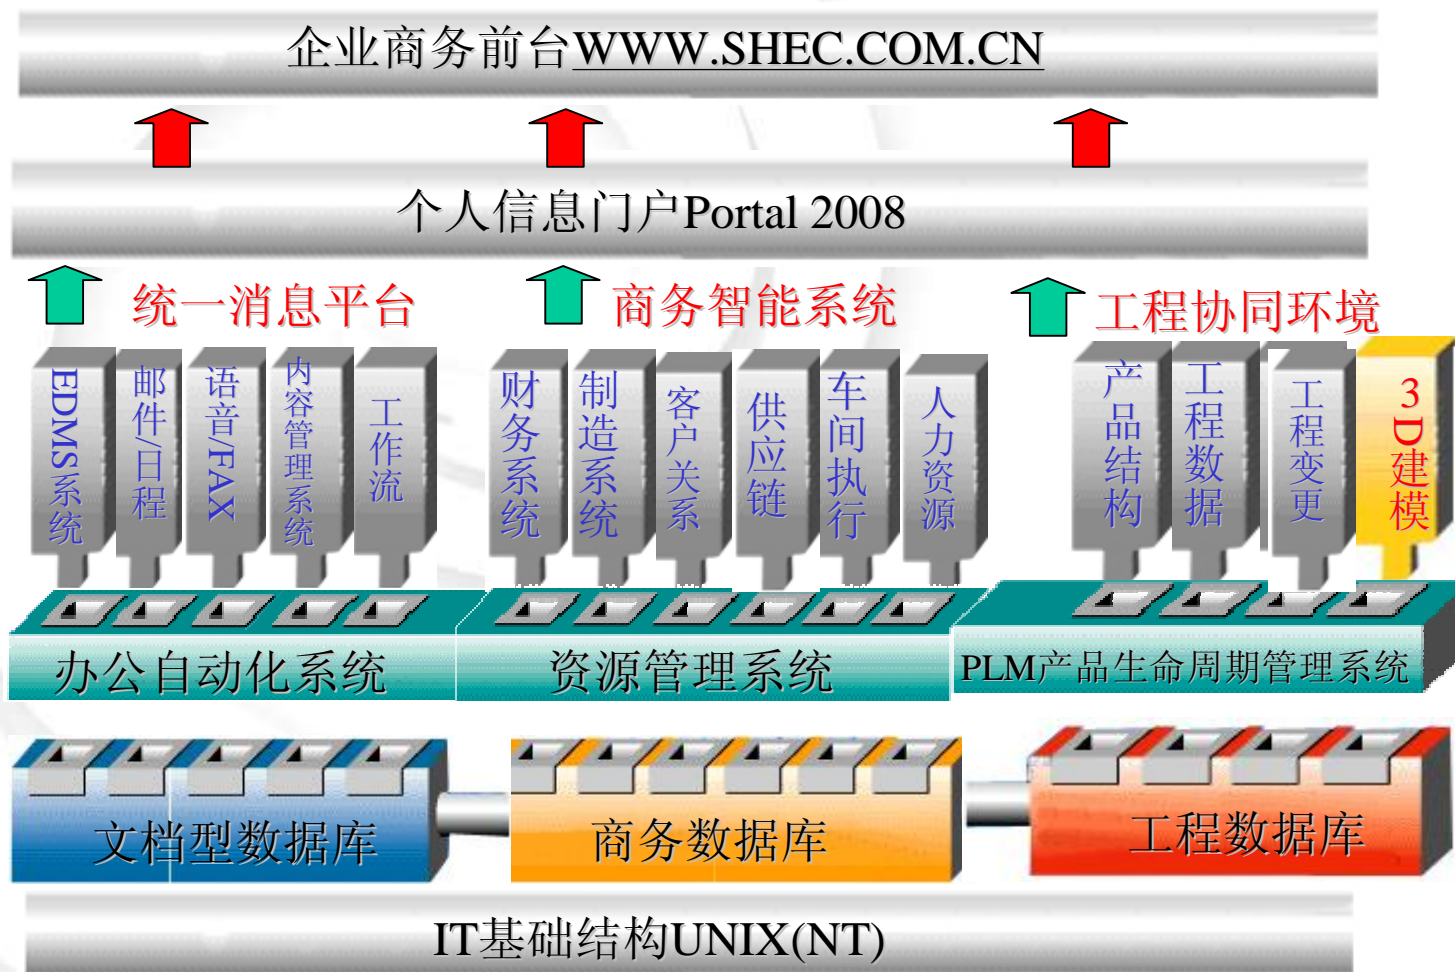 企业商务前台WWW.SHEC.COM.CN
个人信息门户Portal 2008
统一消息平台
商务智能系统
工程协同环境
EDMS系统
邮件/日程
语音/FAX
内容管理系统
工作流
财务系统
制造系统
客户关系
供应链
车间执行
人力资源
产品结构
工程数据
工程变更
3D建模
办公自动化系统
资源管理系统
PLM产品生命周期管理系统
文档型数据库
商务数据库
工程数据库
IT基础结构UNIX(NT)